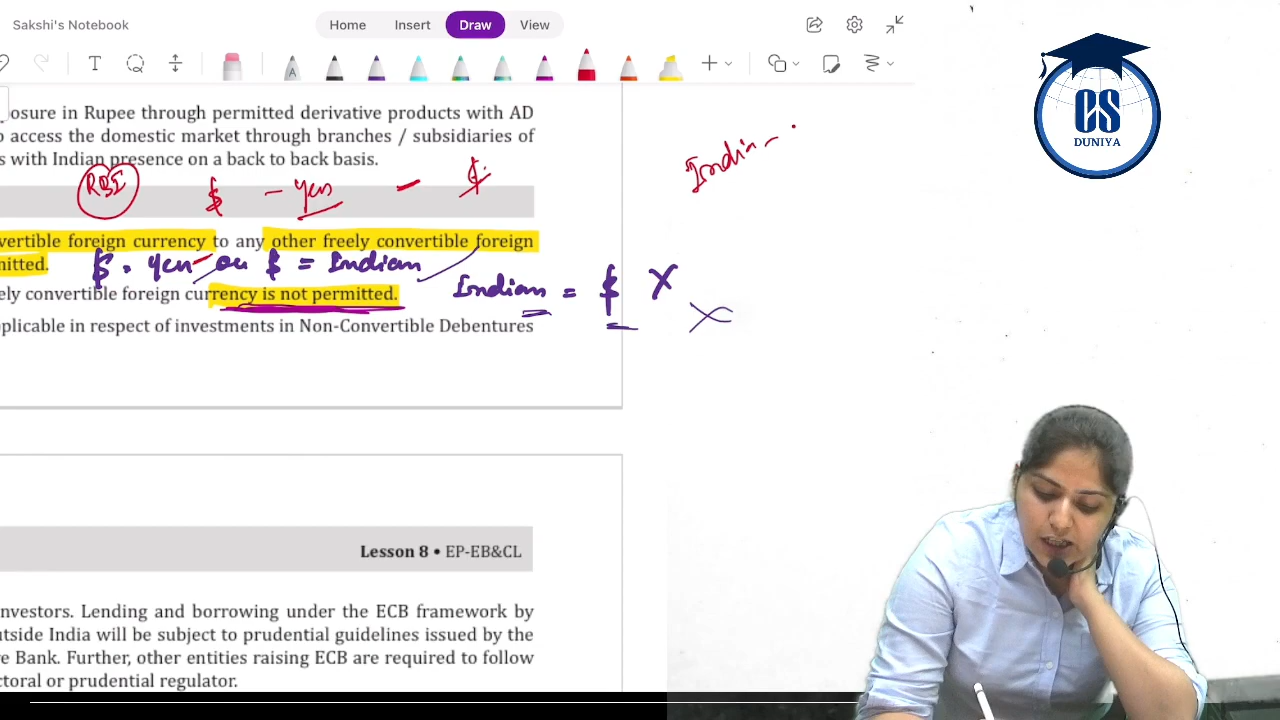 Sakshi's Notebook
Home Insert Draw View
osure in Rupee through permitted derivative products with AD
o access the domestic market through branches / subsidiaries of
s with Indian presence on a back to back basis.
RBI $ - Yen - $
vertible foreign currency to any other freely convertible foreign
mitted.
$ . Yen or $ = Indian
ely convertible foreign currency is not permitted.
Indian = $ X
pplicable in respect of investments in Non-Convertible Debentures
Lesson 8 • EP-EB&CL
nvestors. Lending and borrowing under the ECB framework by
utside India will be subject to prudential guidelines issued by the
e Bank. Further, other entities raising ECB are required to follow
ctoral or prudential regulator.
CS
DUNIYA